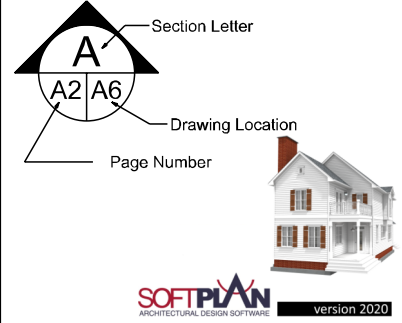 Section Letter
A
A2 A6
Drawing Location
Page Number
SOFTPLAN
ARCHITECTURAL DESIGN SOFTWARE
version 2020